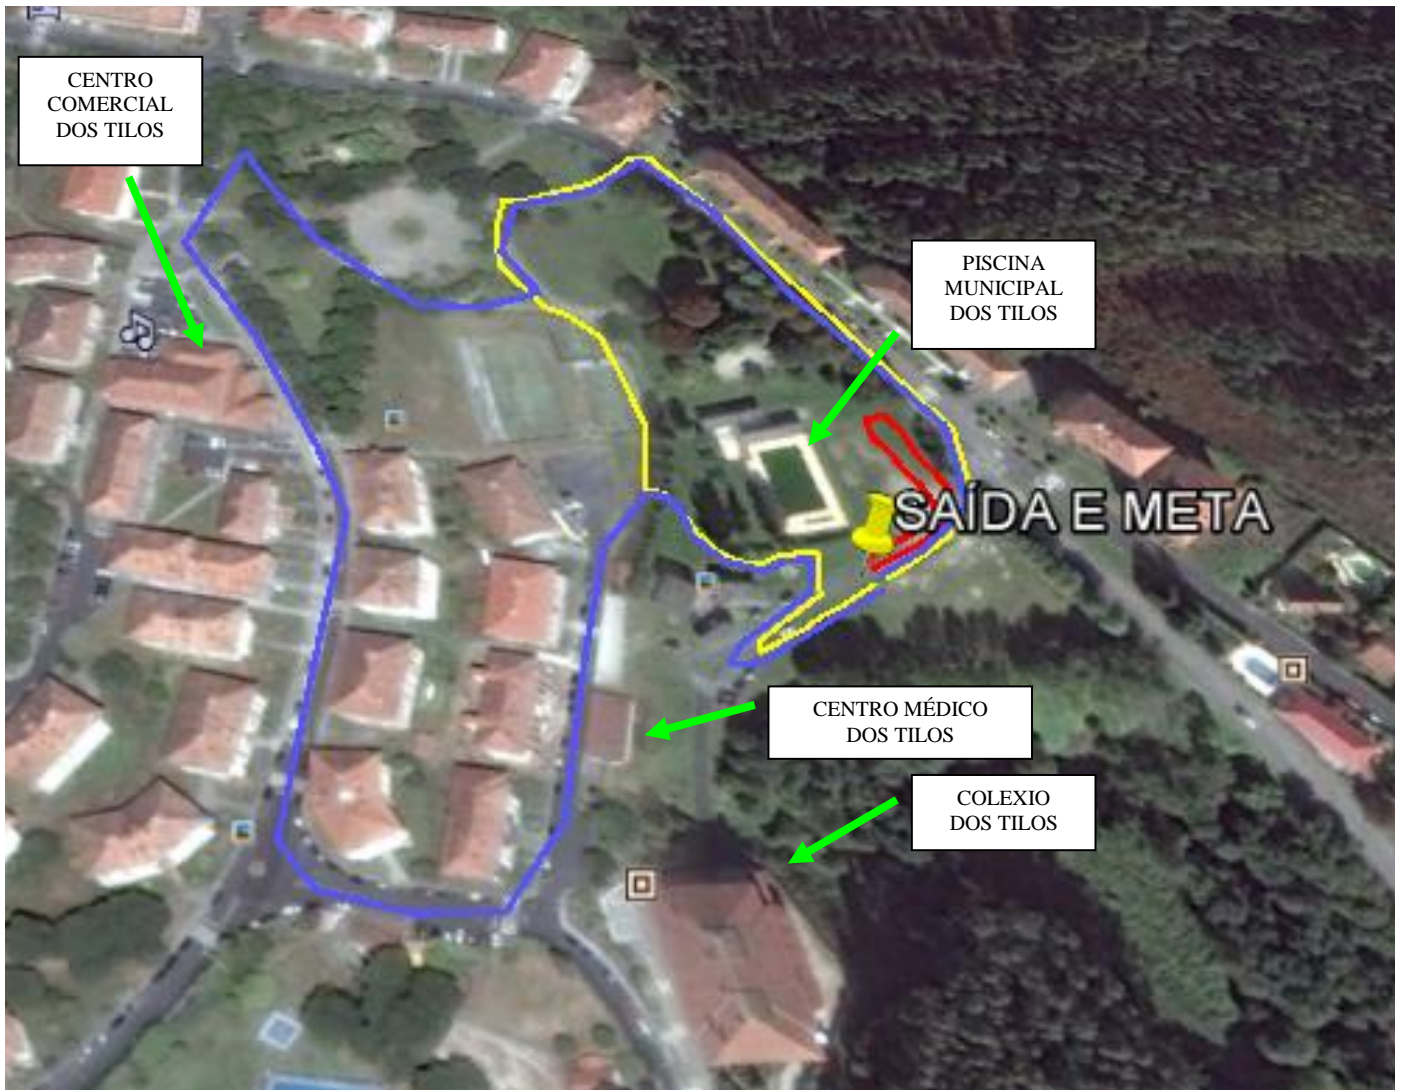 CENTRO
COMERCIAL
DOS TILOS
PISCINA
MUNICIPAL
DOS TILOS
SAÍDA E META
CENTRO MÉDICO
DOS TILOS
COLEXIO
DOS TILOS